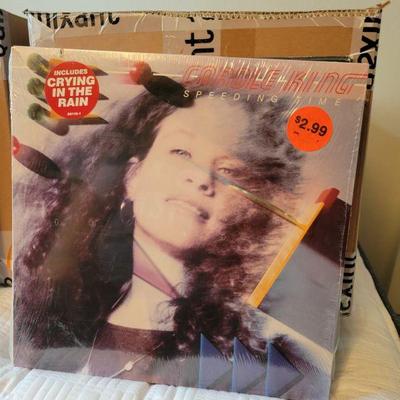 CAROLE KING
SPEEDING TIME
INCLUDES
CRYING
IN THE
RAIN
$2.99